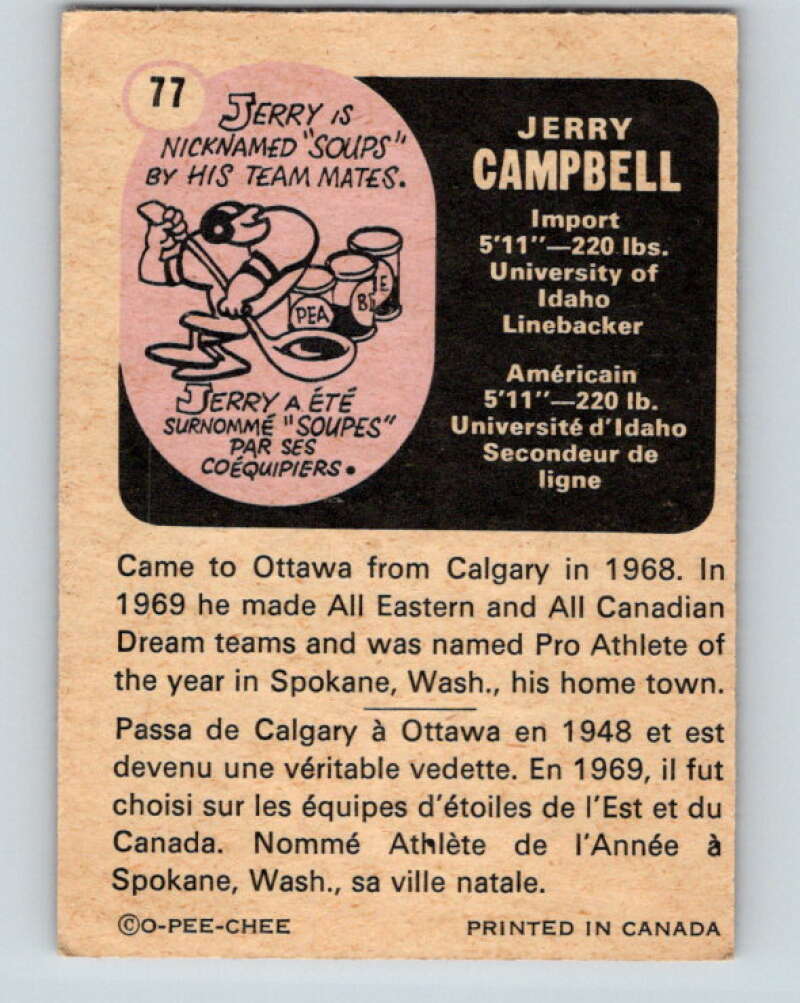 77
JERRY IS
NICKNAMED "SOUPS"
BY HIS TEAM MATES.
PEA
B
E
JERRY A ÉTÉ
SURNOMMÉ "SOUPES"
PAR SES
COÉQUIPIERS.
JERRY
CAMPBELL
Import
5'11"—220 lbs.
University of
Idaho
Linebacker
Américain
5'11"—220 lb.
Université d'Idaho
Secondeur de
ligne
Came to Ottawa from Calgary in 1968. In
1969 he made All Eastern and All Canadian
Dream teams and was named Pro Athlete of
the year in Spokane, Wash., his home town.
Passa de Calgary à Ottawa en 1948 et est
devenu une véritable vedette. En 1969, il fut
choisi sur les équipes d'étoiles de l'Est et du
Canada. Nommé Athlète de l'Année à
Spokane, Wash., sa ville natale.
©O-PEE-CHEE
PRINTED IN CANADA